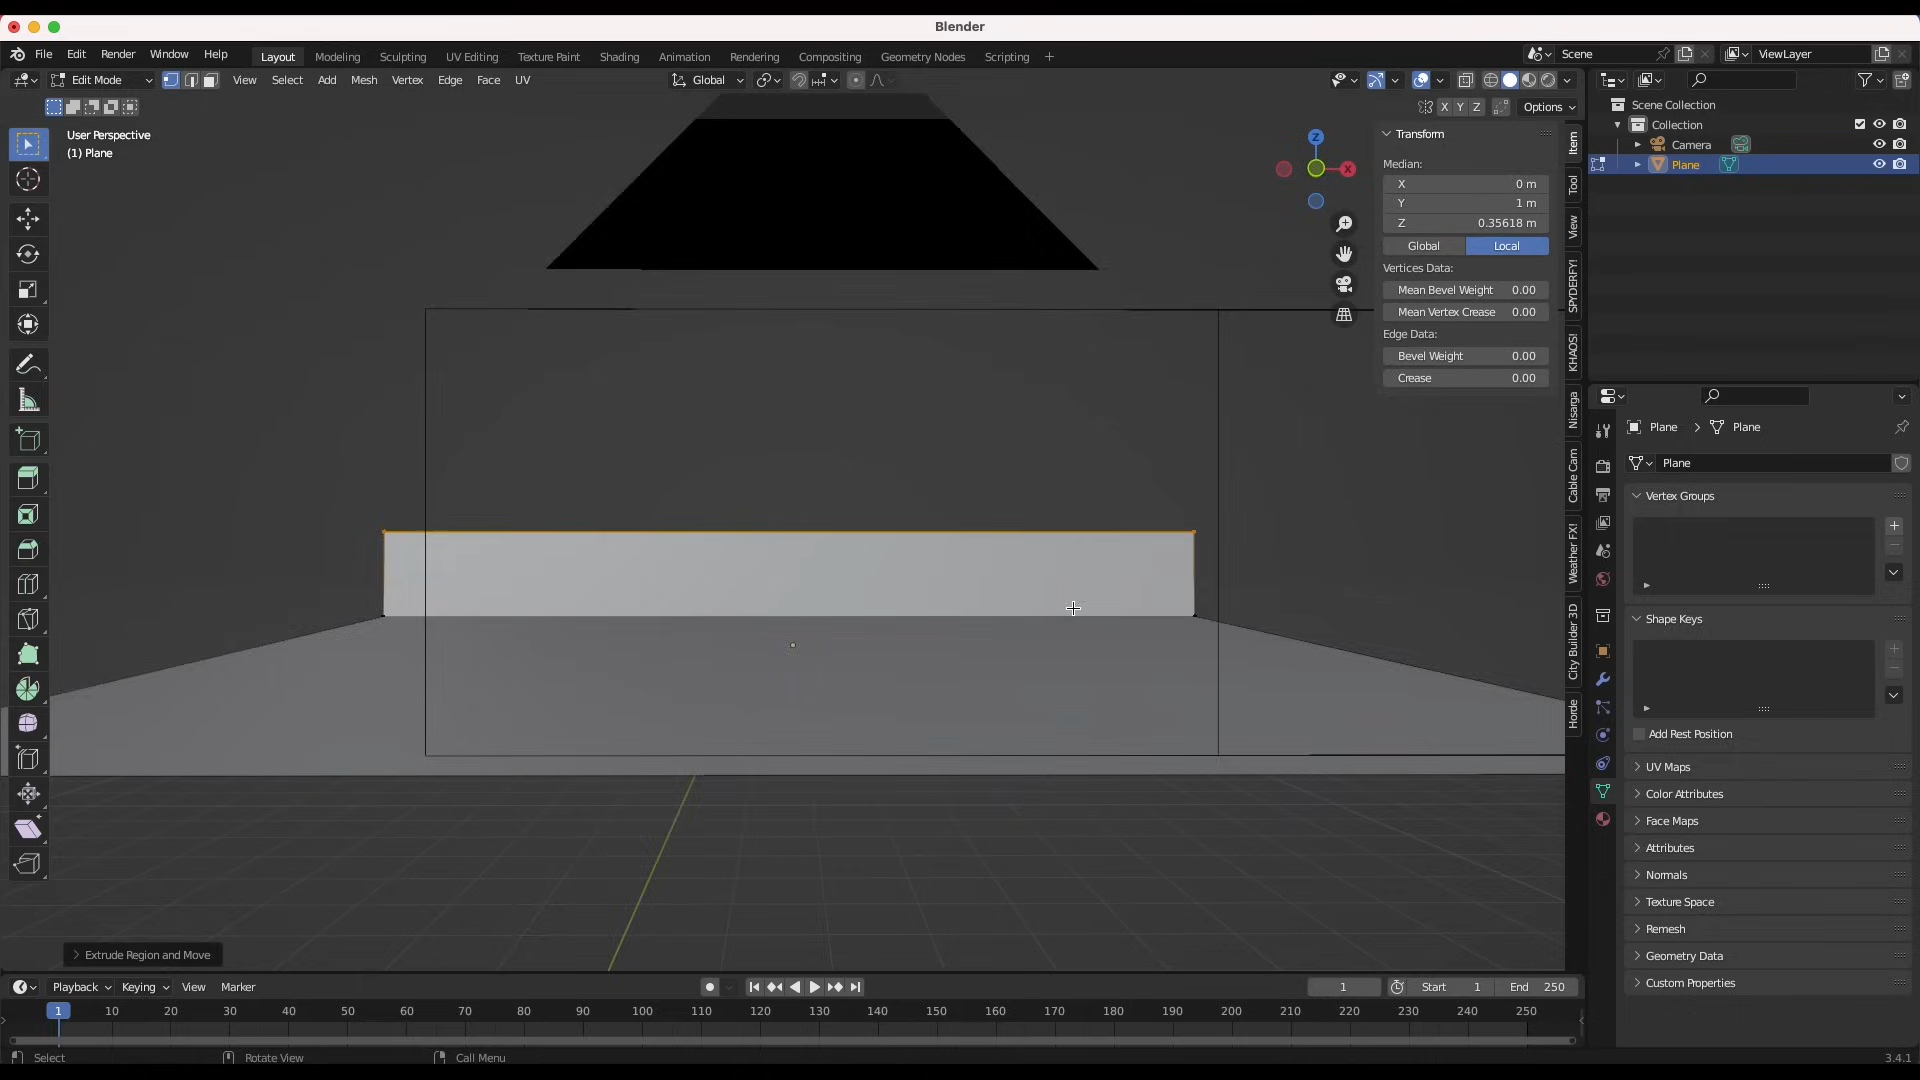 Blender
File Edit Render Window Help Layout Modeling Sculpting UV Editing Texture Paint Shading Animation Rendering Compositing Geometry Nodes Scripting + Scene ViewLayer
Edit Mode View Select Add Mesh Vertex Edge Face UV Global
X Y Z Options
User Perspective
(1) Plane
Z
X
Transform
Median:
X 0 m
Y 1 m
Z 0.35618 m
Global Local
Vertices Data:
Mean Bevel Weight 0.00
Mean Vertex Crease 0.00
Edge Data:
Bevel Weight 0.00
Crease 0.00
Item
Tool
View
SPYDERFY!
KHAOS!
Nisarga
Cable Cam
Weather FX!
City Builder 3D
Horde
Scene Collection
Collection
Camera
Plane
Plane > Plane
Plane
Vertex Groups
Shape Keys
Add Rest Position
UV Maps
Color Attributes
Face Maps
Attributes
Normals
Texture Space
Remesh
Geometry Data
Custom Properties
Extrude Region and Move
Playback Keying View Marker 1 Start 1 End 250
1 10 20 30 40 50 60 70 80 90 100 110 120 130 140 150 160 170 180 190 200 210 220 230 240 250
Select Rotate View Call Menu 3.4.1